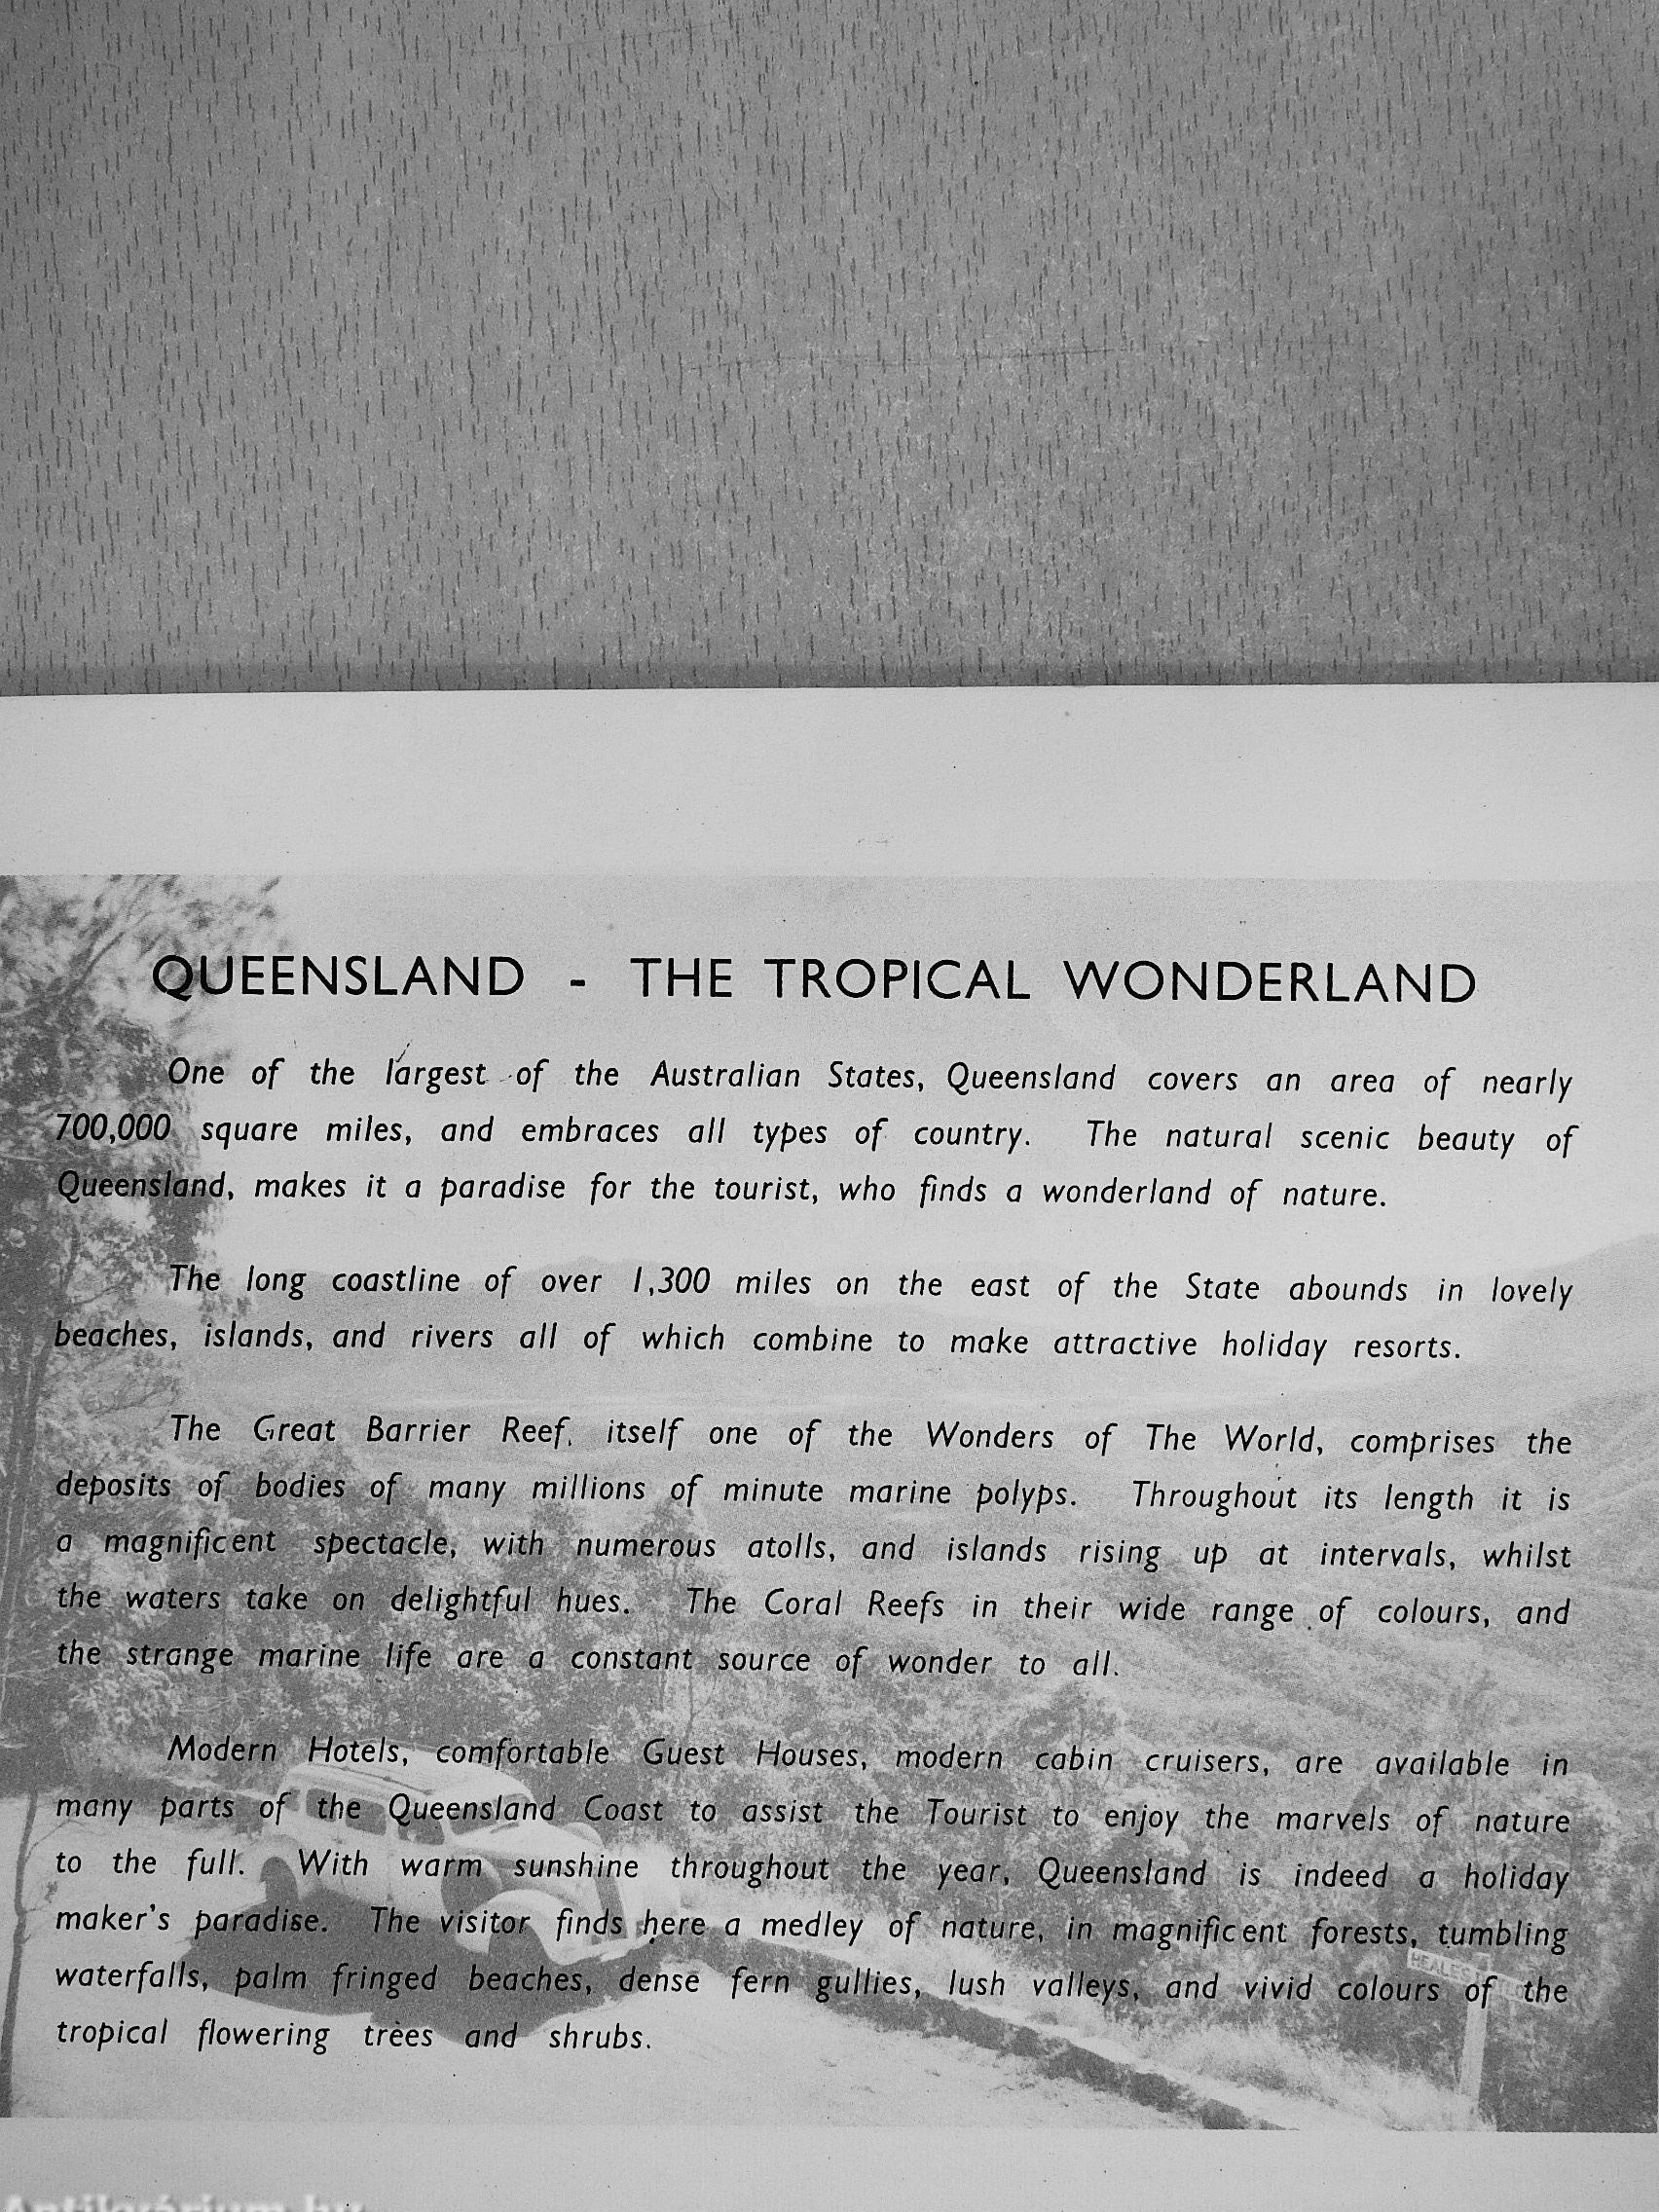 QUEENSLAND - THE TROPICAL WONDERLAND
One of the largest of the Australian States, Queensland covers an area of nearly
700,000 square miles, and embraces all types of country. The natural scenic beauty of
Queensland, makes it a paradise for the tourist, who finds a wonderland of nature.
The long coastline of over 1,300 miles on the east of the State abounds in lovely
beaches, islands, and rivers all of which combine to make attractive holiday resorts.
The Great Barrier Reef, itself one of the Wonders of The World, comprises the
deposits of bodies of many millions of minute marine polyps. Throughout its length it is
a magnificent spectacle, with numerous atolls, and islands rising up at intervals, whilst
the waters take on delightful hues. The Coral Reefs in their wide range of colours, and
the strange marine life are a constant source of wonder to all.
Modern Hotels, comfortable Guest Houses, modern cabin cruisers, are available in
many parts of the Queensland Coast to assist the Tourist to enjoy the marvels of nature
to the full. With warm sunshine throughout the year, Queensland is indeed a holiday
maker's paradise. The visitor finds here a medley of nature, in magnificent forests, tumbling
waterfalls, palm fringed beaches, dense fern gullies, lush valleys, and vivid colours of the
tropical flowering trees and shrubs.